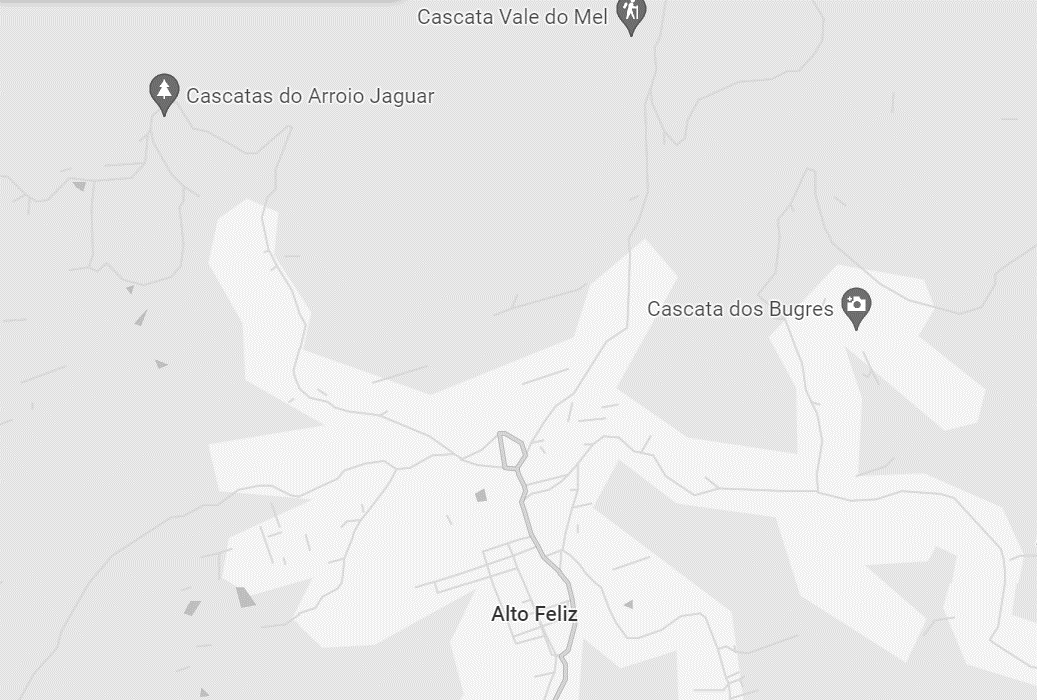 Cascata Vale do Mel
Cascatas do Arroio Jaguar
Cascata dos Bugres
Alto Feliz